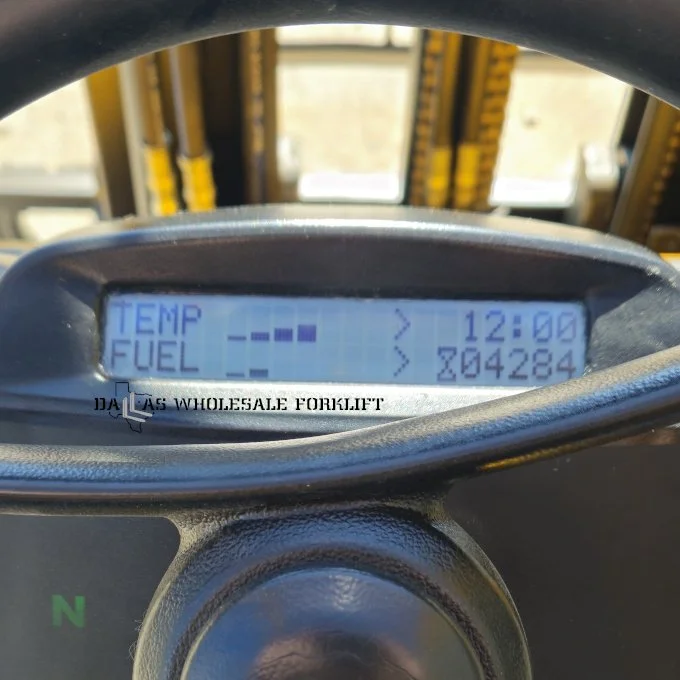 TEMP > 12:00
FUEL > ⧖04284
DALLAS WHOLESALE FORKLIFT
N